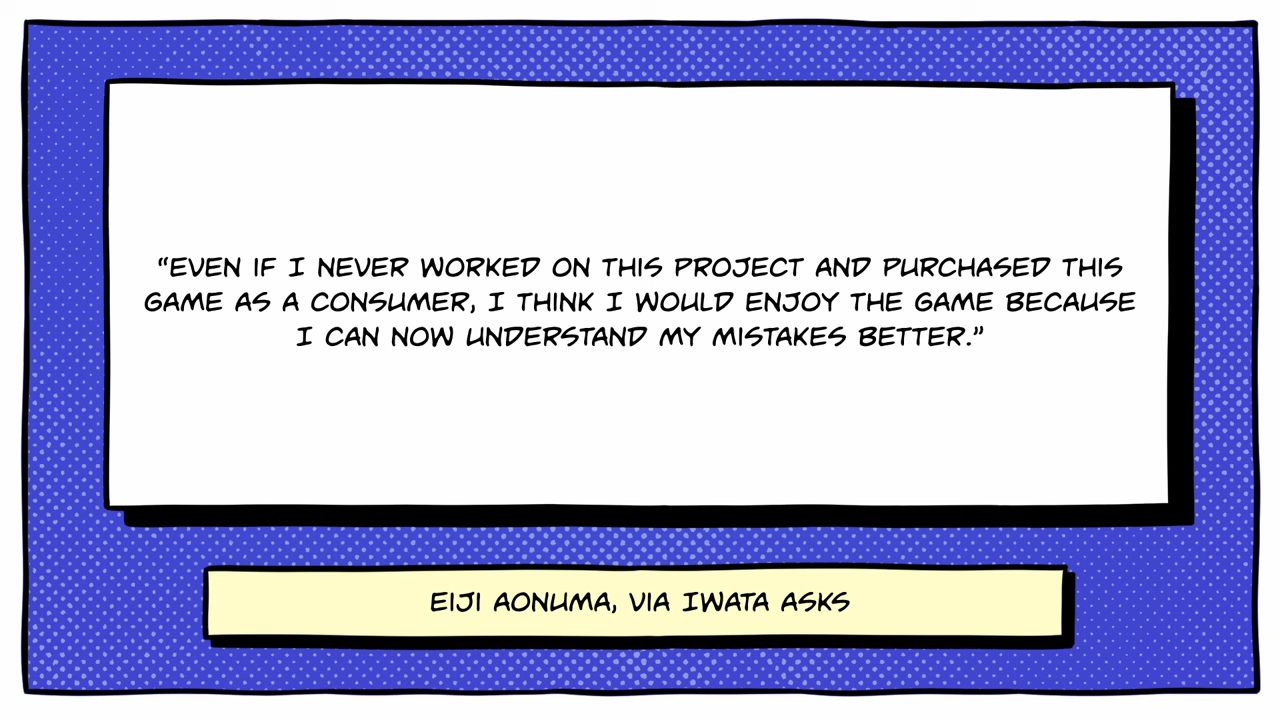 “EVEN IF I NEVER WORKED ON THIS PROJECT AND PURCHASED THIS
GAME AS A CONSUMER, I THINK I WOULD ENJOY THE GAME BECAUSE
I CAN NOW UNDERSTAND MY MISTAKES BETTER.”
EIJI AONUMA, VIA IWATA ASKS